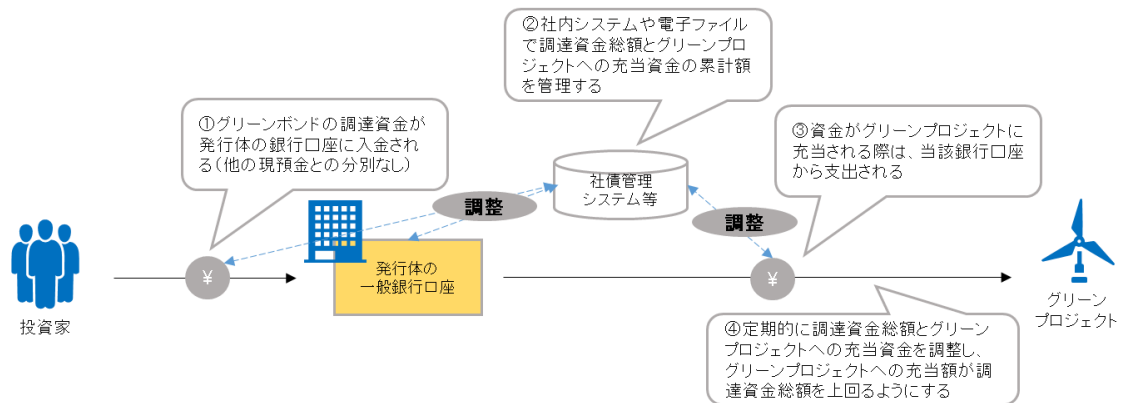 ②社内システムや電子ファイル
で調達資金総額とグリーンプロ
ジェクトへの充当資金の累計額
を管理する
①グリーンボンドの調達資金が
発行体の銀行口座に入金され
る（他の現預金との分別なし）
③資金がグリーンプロジェクトに
充当される際は、当該銀行口座
から支出される
社債管理
システム等
調整
調整
¥
発行体の
一般銀行口座
¥
投資家
グリーン
プロジェクト
④定期的に調達資金総額とグリーン
プロジェクトへの充当資金を調整し、
グリーンプロジェクトへの充当額が調
達資金総額を上回るようにする